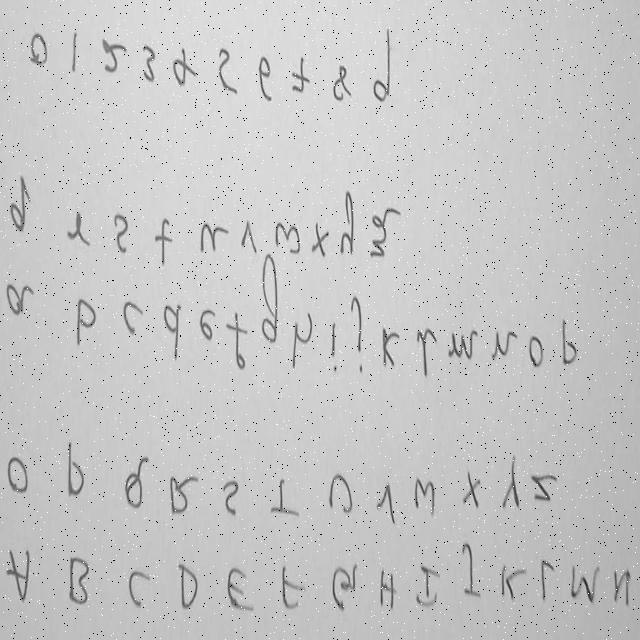 A B C D E F G H I J K L M N
O P Q R S T U V W X Y Z
a b c d e f g h i j k l m n o p
q r s t u v w x y z
0 1 2 3 4 5 6 7 8 9